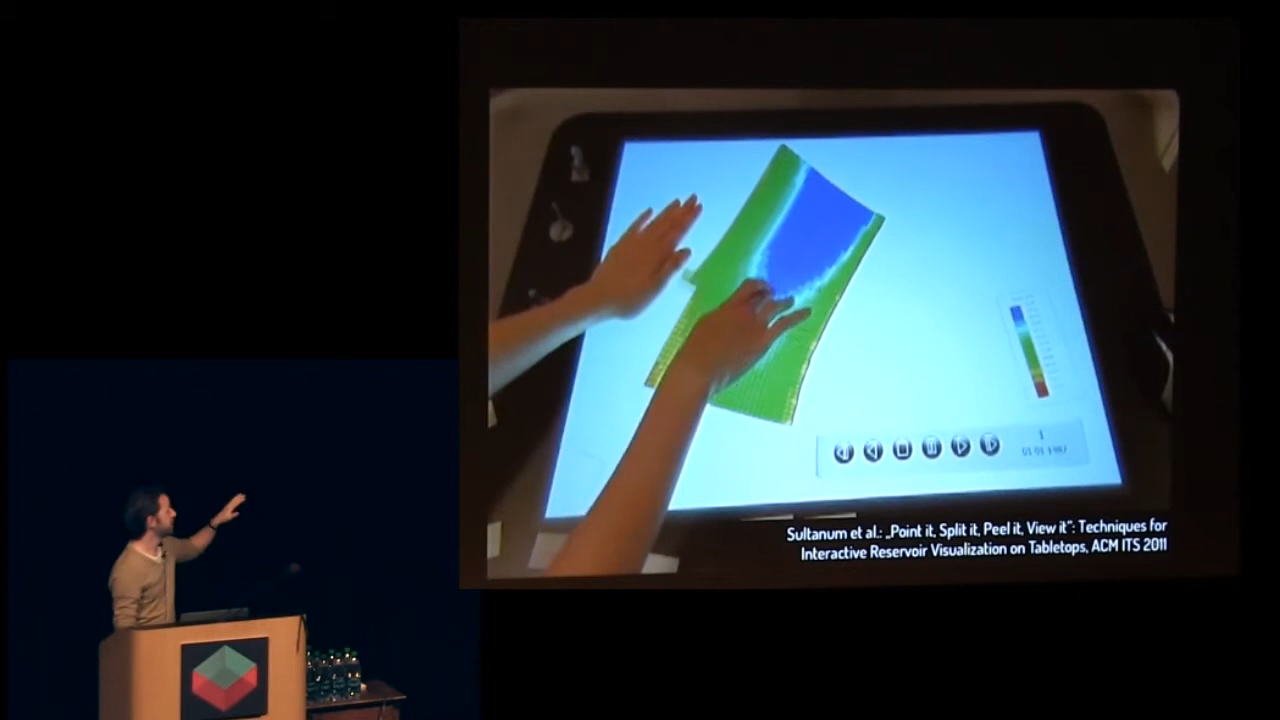 Sultanum et al.: „Point it, Split it, Peel it, View it“: Techniques for
Interactive Reservoir Visualization on Tabletops, ACM ITS 2011